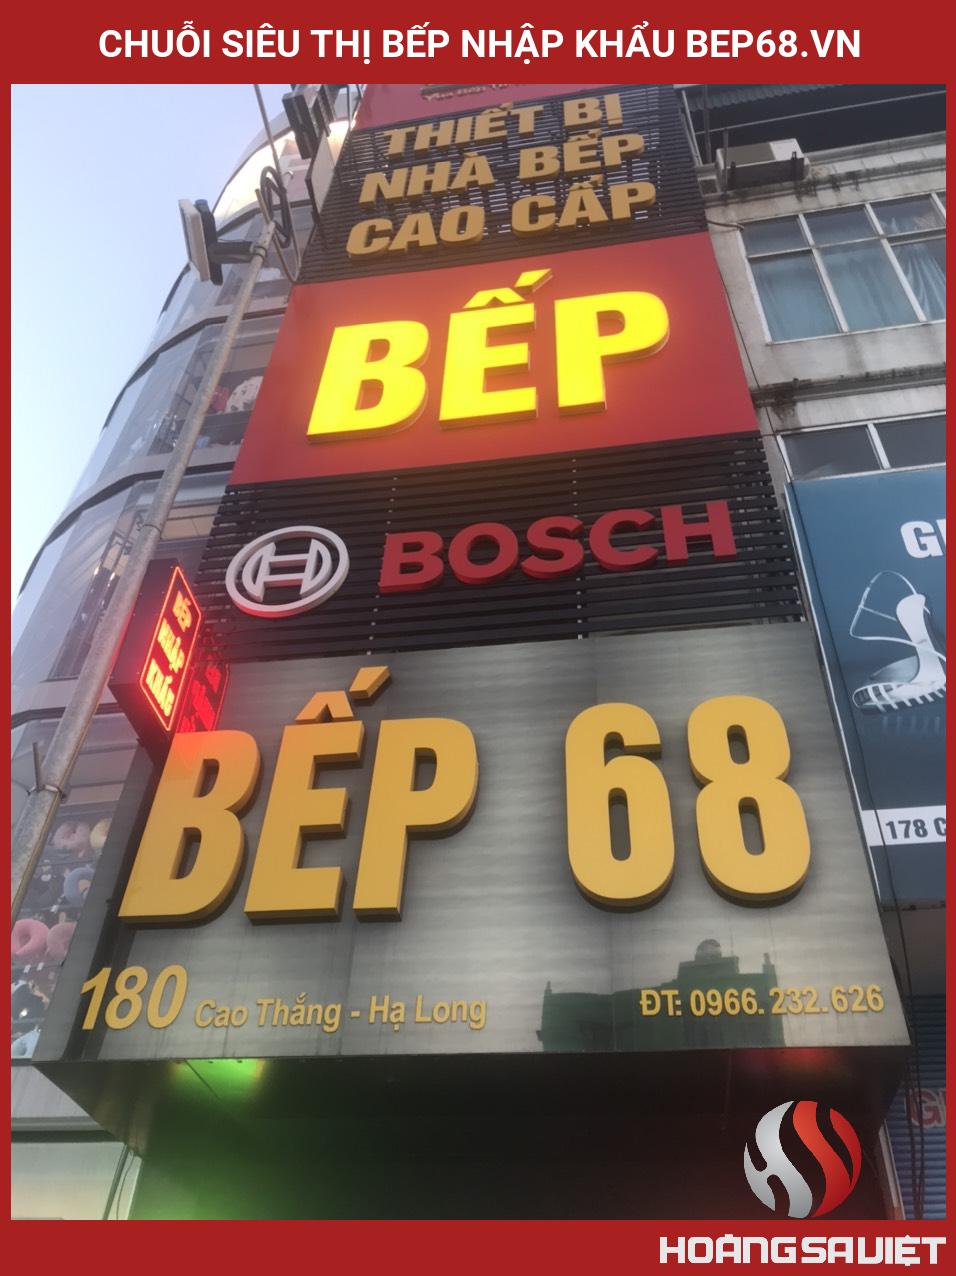 CHUỖI SIÊU THỊ BẾP NHẬP KHẨU BEP68.VN
THIẾT BỊ
NHÀ BẾP
CAO CẤP
BẾP
BOSCH
BẾP 68
180 Cao Thắng - Hạ Long
ĐT: 0966.232.626
178 C
HOÀNGSAVIỆT